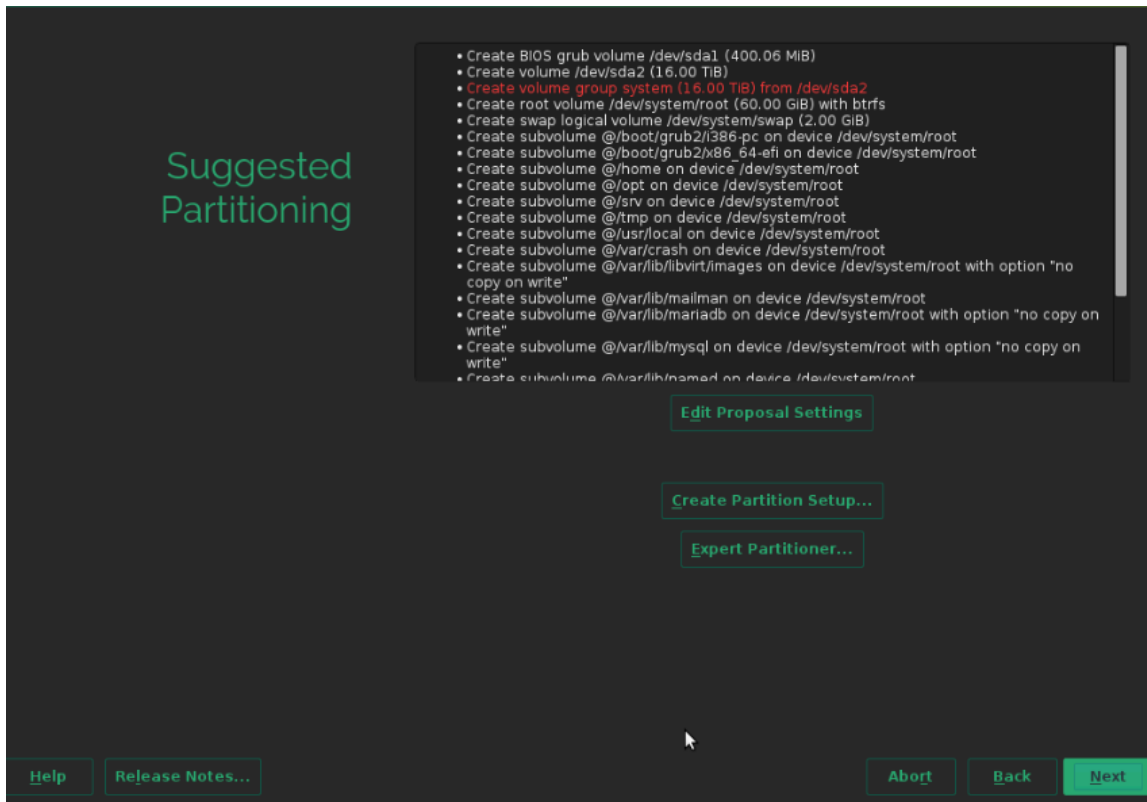 Suggested
Partitioning
• Create BIOS grub volume /dev/sda1 (400.06 MiB)
• Create volume /dev/sda2 (16.00 TiB)
• Create volume group system (16.00 TiB) from /dev/sda2
• Create root volume /dev/system/root (60.00 GiB) with btrfs
• Create swap logical volume /dev/system/swap (2.00 GiB)
• Create subvolume @/boot/grub2/i386-pc on device /dev/system/root
• Create subvolume @/boot/grub2/x86_64-efi on device /dev/system/root
• Create subvolume @/home on device /dev/system/root
• Create subvolume @/opt on device /dev/system/root
• Create subvolume @/srv on device /dev/system/root
• Create subvolume @/tmp on device /dev/system/root
• Create subvolume @/usr/local on device /dev/system/root
• Create subvolume @/var/crash on device /dev/system/root
• Create subvolume @/var/lib/libvirt/images on device /dev/system/root with option "no
copy on write"
• Create subvolume @/var/lib/mailman on device /dev/system/root
• Create subvolume @/var/lib/mariadb on device /dev/system/root with option "no copy on
write"
• Create subvolume @/var/lib/mysql on device /dev/system/root with option "no copy on
write"
• Create subvolume @/var/lib/named on device /dev/system/root
Edit Proposal Settings
Create Partition Setup...
Expert Partitioner...
Help
Release Notes...
Abort
Back
Next